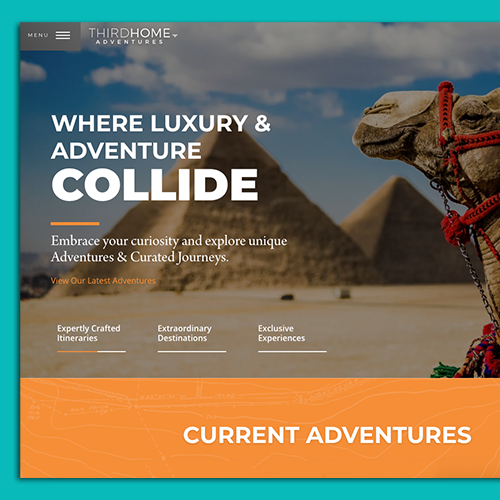 MENU
THIRDHOME
ADVENTURES
WHERE LUXURY &
ADVENTURE
COLLIDE
Embrace your curiosity and explore unique
Adventures & Curated Journeys.
View Our Latest Adventures
Expertly Crafted
Itineraries
Extraordinary
Destinations
Exclusive
Experiences
CURRENT ADVENTURES